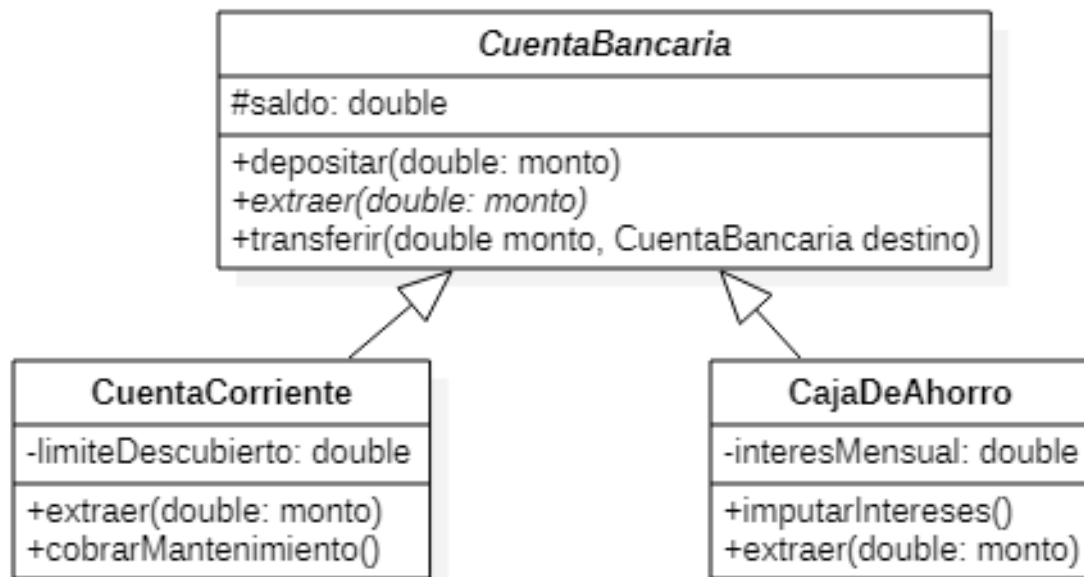 CuentaBancaria
#saldo: double
+depositar(double: monto)
+extraer(double: monto)
+transferir(double monto, CuentaBancaria destino)
CuentaCorriente
-limiteDescubierto: double
+extraer(double: monto)
+cobrarMantenimiento()
CajaDeAhorro
-interesMensual: double
+imputarIntereses()
+extraer(double: monto)